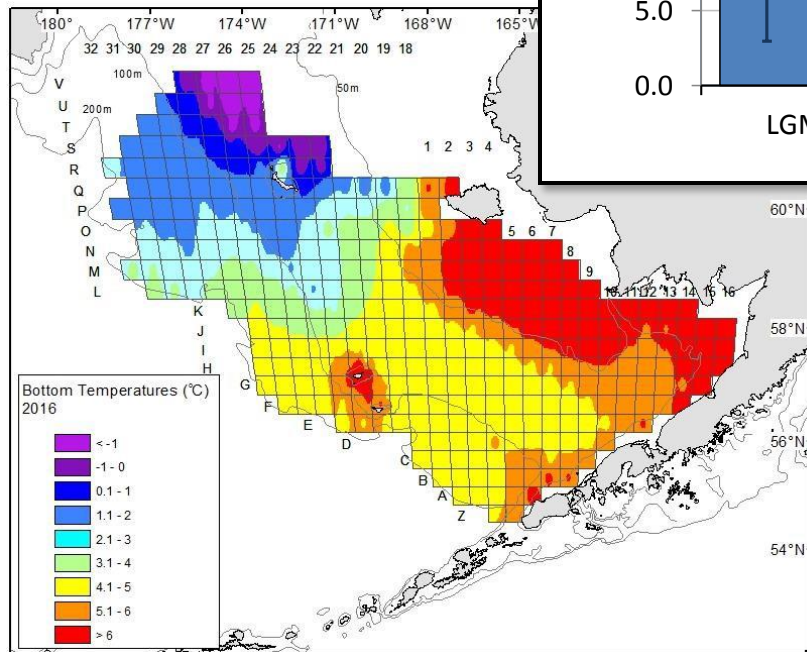 180° 177°W 174°W 171°W 168°W 165°W
32 31 30 29 28 27 26 25 24 23 22 21 20 19 18
5.0
0.0
LGN
100m
50m
200m
V
U
T
S
R
Q
P
O
N
M
L
K
J
I
H
G
F
E
D
C
B
A
Z
1 2 3 4
5 6 7
8
9
10 11 12 13 14 15 16
60°N
58°N
56°N
54°N
Bottom Temperatures (°C)
2016
< -1
-1 - 0
0.1 - 1
1.1 - 2
2.1 - 3
3.1 - 4
4.1 - 5
5.1 - 6
> 6